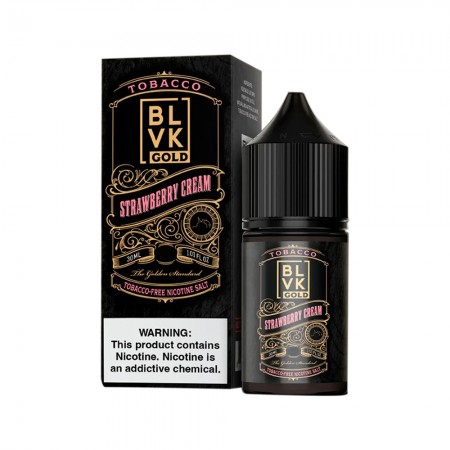 TOBACCO
BL
VK
GOLD
STRAWBERRY CREAM
30ML
1.01 FL OZ
The Golden Standard
TOBACCO-FREE NICOTINE SALT
WARNING:
This product contains
Nicotine. Nicotine is
an addictive chemical.
TOBACCO
BL
VK
GOLD
STRAWBERRY CREAM
The Golden Standard
TOBACCO-FREE NICOTINE SALT